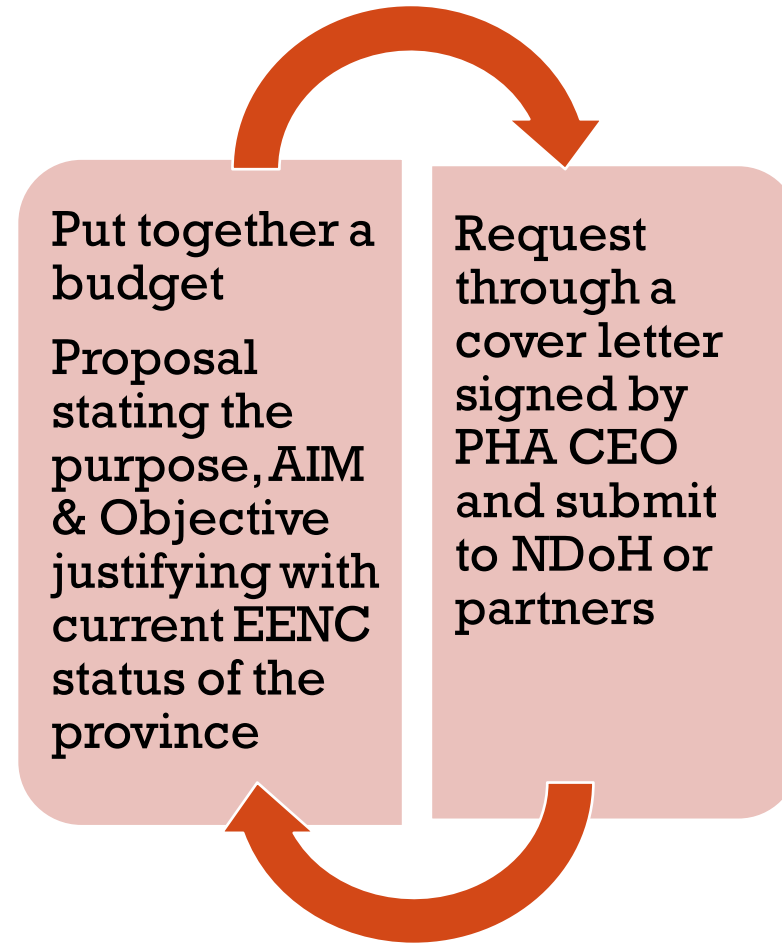 Put together a
budget
Proposal
stating the
purpose, AIM
& Objective
justifying with
current EENC
status of the
province
Request
through a
cover letter
signed by
PHA CEO
and submit
to NDoH or
partners